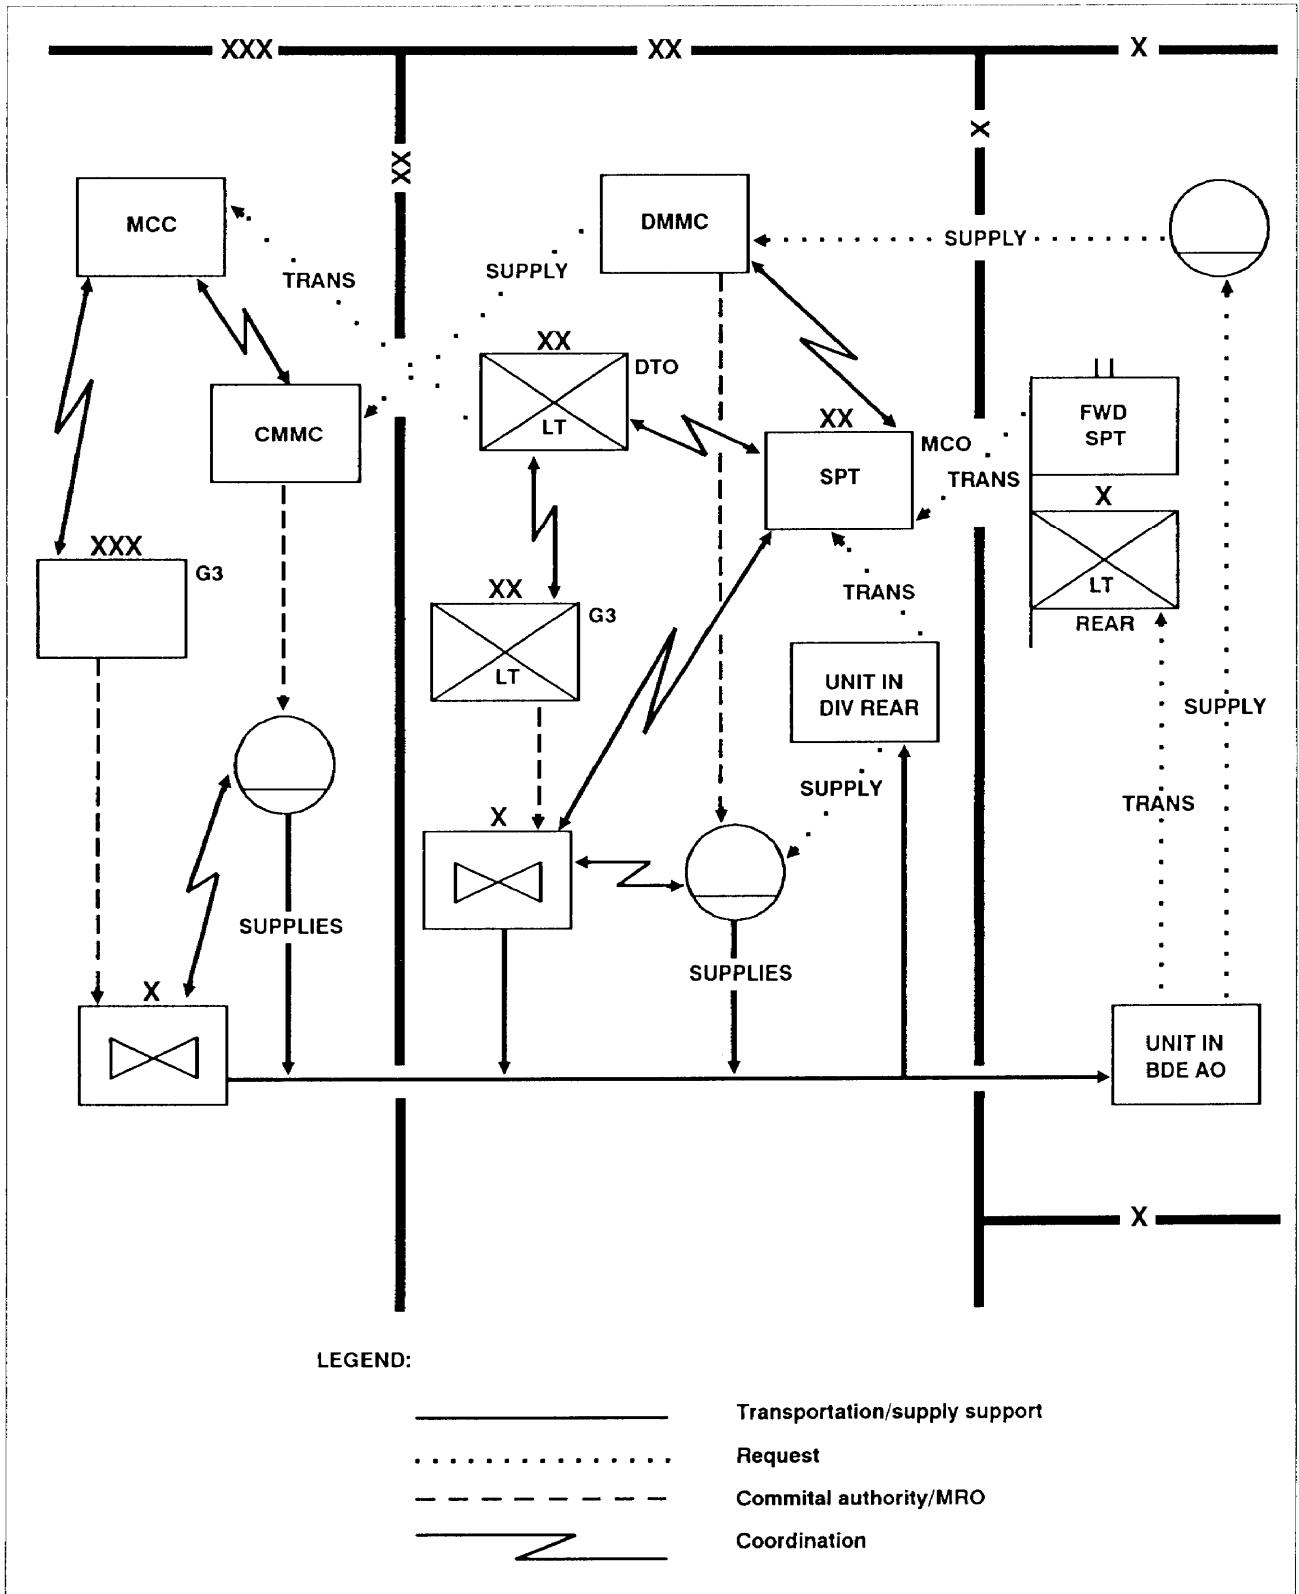 XXX
XX
X
XX
X
MCC
DMMC
SUPPLY
TRANS
SUPPLY
XX
DTO
LT
CMMC
XX
MCO
SPT
TRANS
II
FWD
SPT
X
LT
REAR
XXX
G3
XX
G3
LT
TRANS
UNIT IN
DIV REAR
SUPPLY
SUPPLY
TRANS
X
SUPPLIES
SUPPLIES
X
UNIT IN
BDE AO
X
LEGEND:
Transportation/supply support
Request
Commital authority/MRO
Coordination